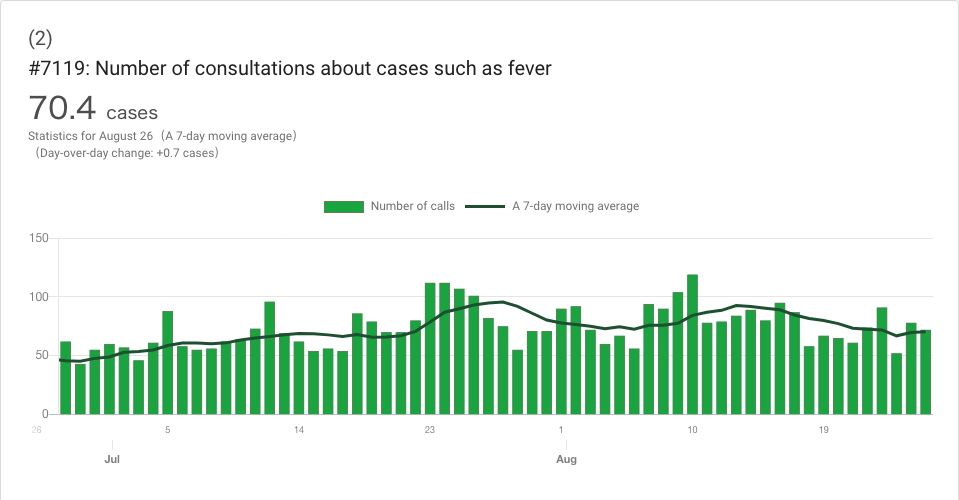 (2)
#7119: Number of consultations about cases such as fever
70.4 cases
Statistics for August 26（A 7-day moving average）
（Day-over-day change: +0.7 cases）
Number of calls A 7-day moving average
150
100
50
0
26 5 14 23 1 10 19
Jul Aug